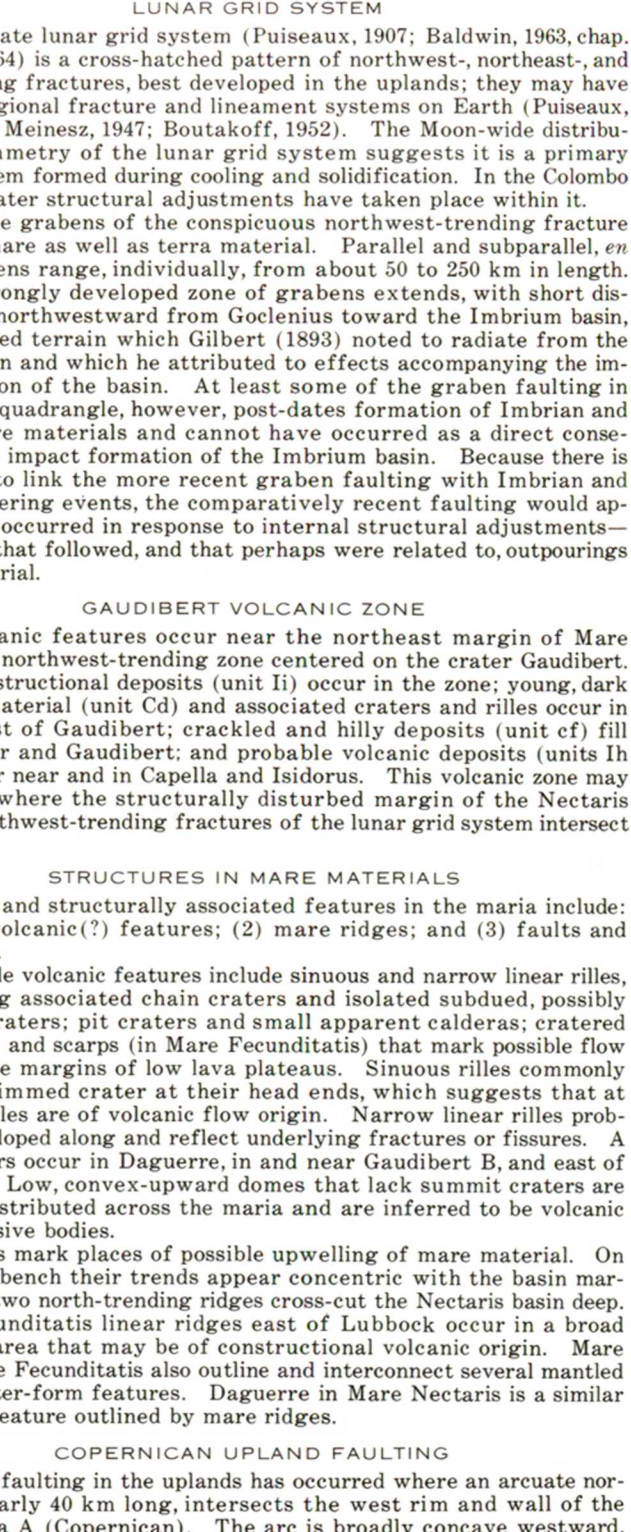 LUNAR GRID SYSTEM
ate lunar grid system (Puiseaux, 1907; Baldwin, 1963, chap.
64) is a cross-hatched pattern of northwest-, northeast-, and
ng fractures, best developed in the uplands; they may have
gional fracture and lineament systems on Earth (Puiseaux,
Meinesz, 1947; Boutakoff, 1952). The Moon-wide distribu-
mmetry of the lunar grid system suggests it is a primary
em formed during cooling and solidification. In the Colombo
ater structural adjustments have taken place within it.
e grabens of the conspicuous northwest-trending fracture
are as well as terra material. Parallel and subparallel, en
ens range, individually, from about 50 to 250 km in length.
rongly developed zone of grabens extends, with short dis-
northwestward from Goclenius toward the Imbrium basin,
ed terrain which Gilbert (1893) noted to radiate from the
n and which he attributed to effects accompanying the im-
on of the basin. At least some of the graben faulting in
quadrangle, however, post-dates formation of Imbrian and
e materials and cannot have occurred as a direct conse-
impact formation of the Imbrium basin. Because there is
to link the more recent graben faulting with Imbrian and
ering events, the comparatively recent faulting would ap-
occurred in response to internal structural adjustments—
that followed, and that perhaps were related to, outpourings
rial.
GAUDIBERT VOLCANIC ZONE
anic features occur near the northeast margin of Mare
northwest-trending zone centered on the crater Gaudibert.
structional deposits (unit Ii) occur in the zone; young, dark
aterial (unit Cd) and associated craters and rilles occur in
st of Gaudibert; crackled and hilly deposits (unit cf) fill
r and Gaudibert; and probable volcanic deposits (units Ih
r near and in Capella and Isidorus. This volcanic zone may
where the structurally disturbed margin of the Nectaris
thwest-trending fractures of the lunar grid system intersect
STRUCTURES IN MARE MATERIALS
and structurally associated features in the maria include:
olcanic(?) features; (2) mare ridges; and (3) faults and
le volcanic features include sinuous and narrow linear rilles,
g associated chain craters and isolated subdued, possibly
raters; pit craters and small apparent calderas; cratered
and scarps (in Mare Fecunditatis) that mark possible flow
e margins of low lava plateaus. Sinuous rilles commonly
immed crater at their head ends, which suggests that at
les are of volcanic flow origin. Narrow linear rilles prob-
loped along and reflect underlying fractures or fissures. A
rs occur in Daguerre, in and near Gaudibert B, and east of
Low, convex-upward domes that lack summit craters are
stributed across the maria and are inferred to be volcanic
sive bodies.
s mark places of possible upwelling of mare material. On
bench their trends appear concentric with the basin mar-
two north-trending ridges cross-cut the Nectaris basin deep.
unditatis linear ridges east of Lubbock occur in a broad
area that may be of constructional volcanic origin. Mare
e Fecunditatis also outline and interconnect several mantled
ter-form features. Daguerre in Mare Nectaris is a similar
eature outlined by mare ridges.
COPERNICAN UPLAND FAULTING
faulting in the uplands has occurred where an arcuate nor-
early 40 km long, intersects the west rim and wall of the
a A (Copernican). The arc is broadly concave westward,